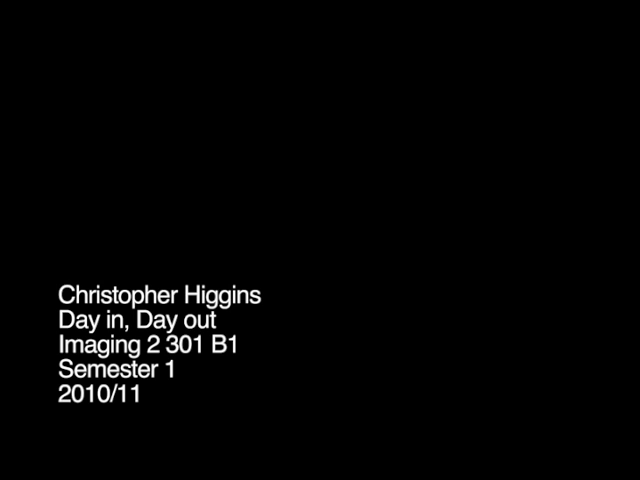 Christopher Higgins
Day in, Day out
Imaging 2 301 B1
Semester 1
2010/11